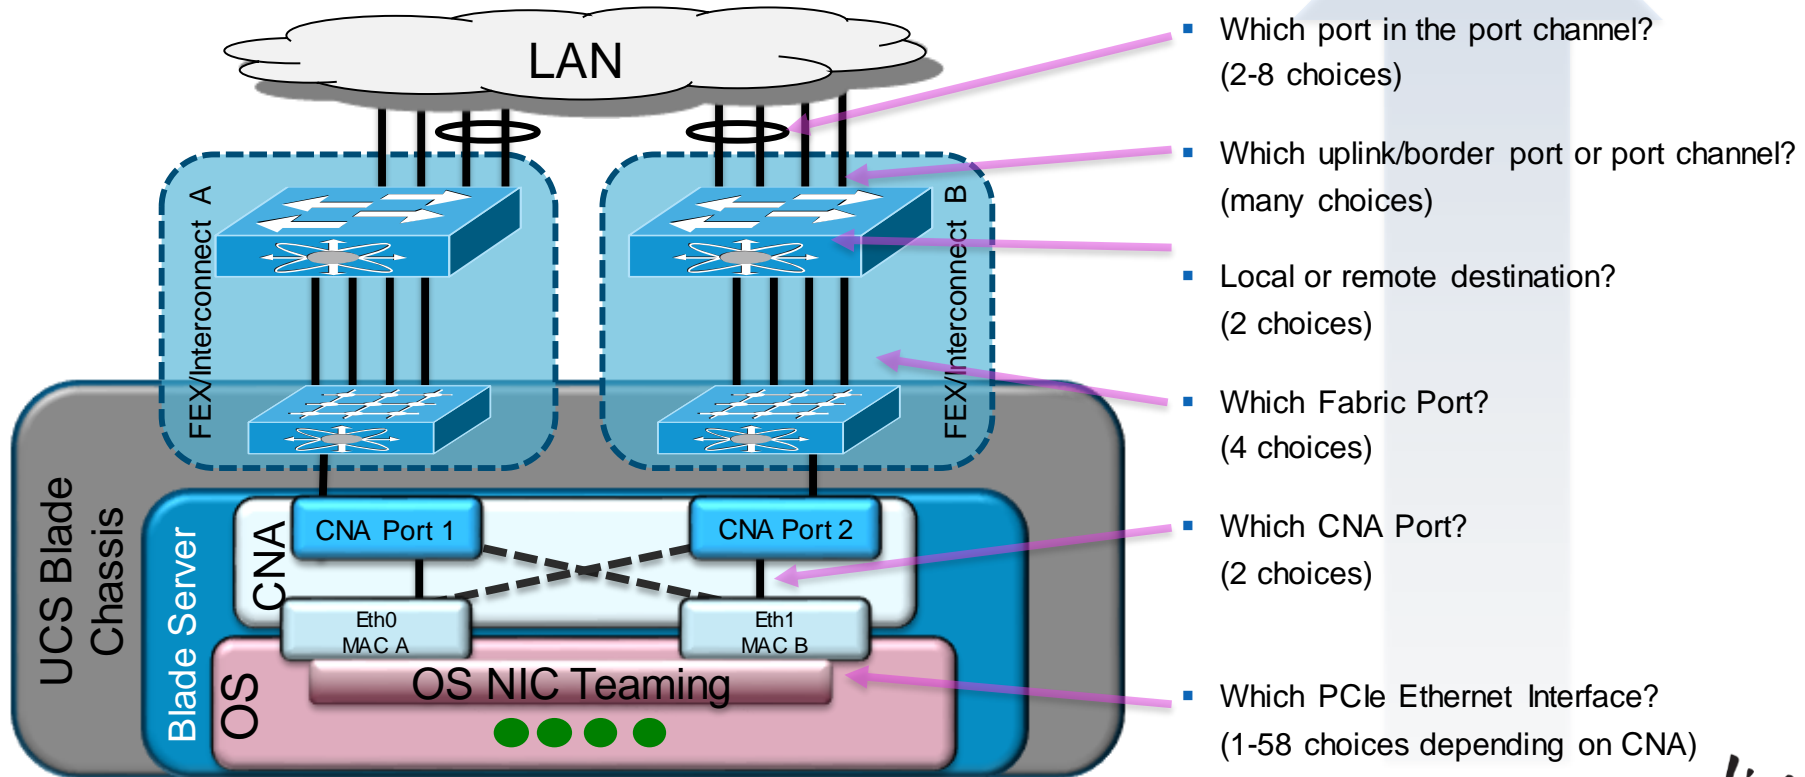 LAN
FEX/Interconnect A
FEX/Interconnect B
UCS Blade
Chassis
Blade Server
CNA
CNA Port 1
CNA Port 2
Eth0
MAC A
Eth1
MAC B
OS
OS NIC Teaming
▪ Which port in the port channel?
(2-8 choices)
▪ Which uplink/border port or port channel?
(many choices)
▪ Local or remote destination?
(2 choices)
▪ Which Fabric Port?
(4 choices)
▪ Which CNA Port?
(2 choices)
▪ Which PCIe Ethernet Interface?
(1-58 choices depending on CNA)